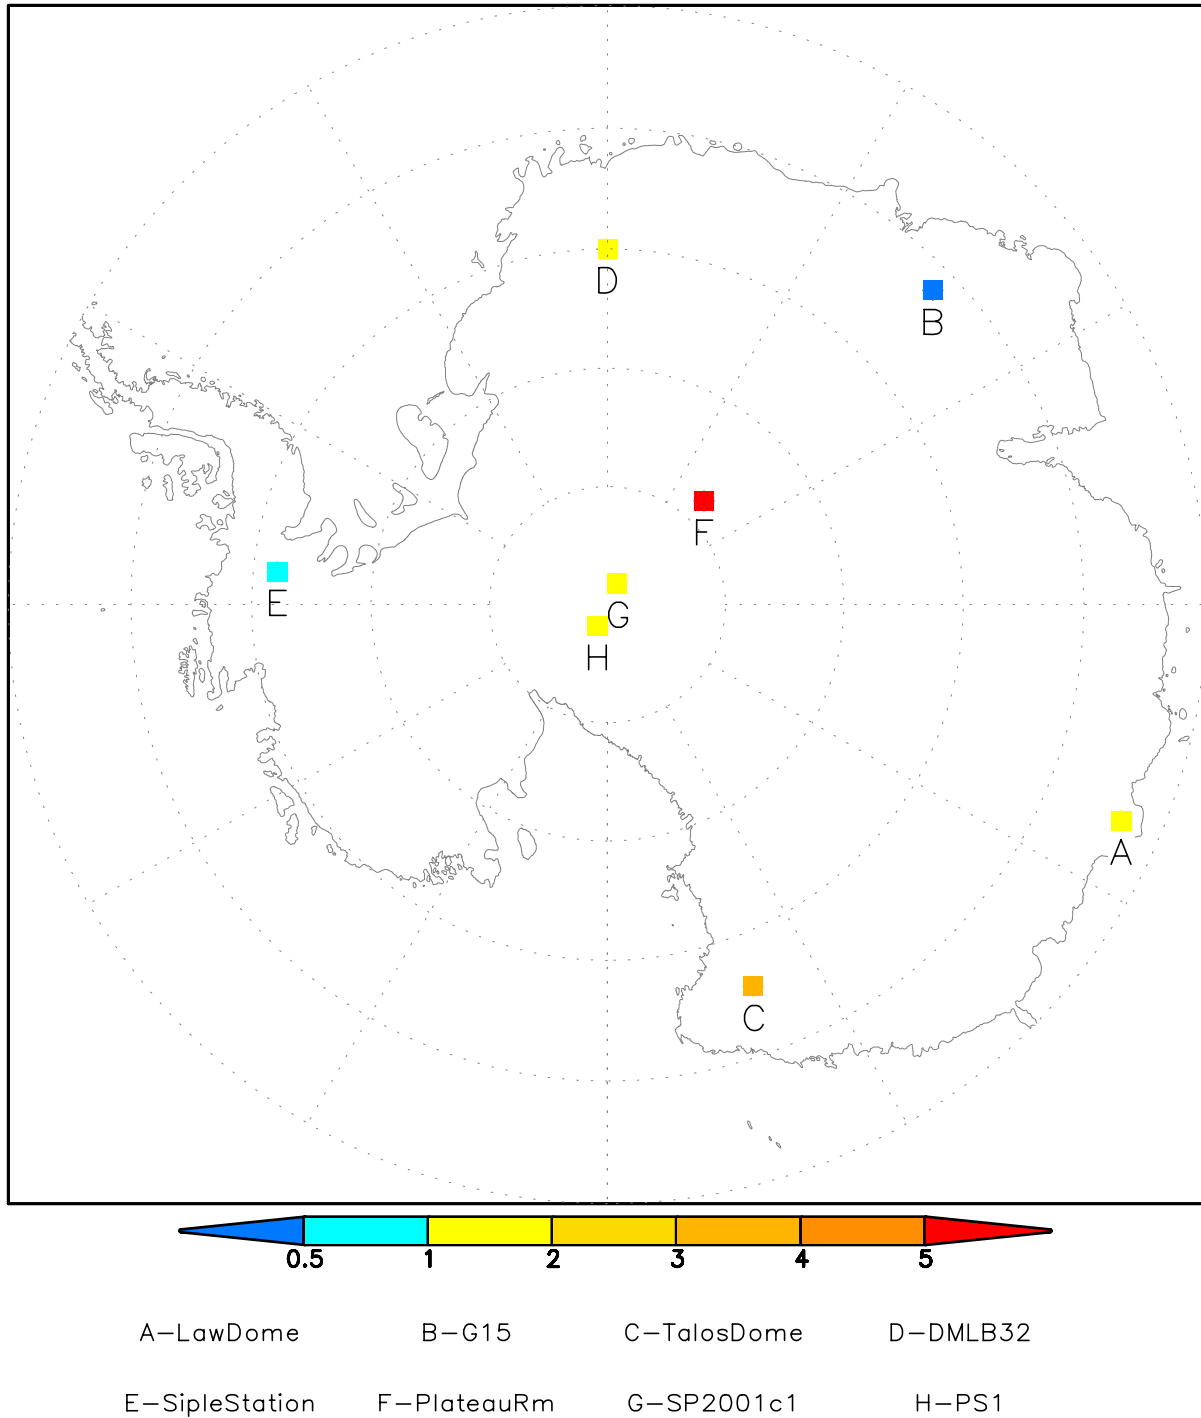 D
B
F
E
G
H
A
C
0.5 1 2 3 4 5
A-LawDome B-G15 C-TalosDome D-DMLB32
E-SipleStation F-PlateauRm G-SP2001c1 H-PS1